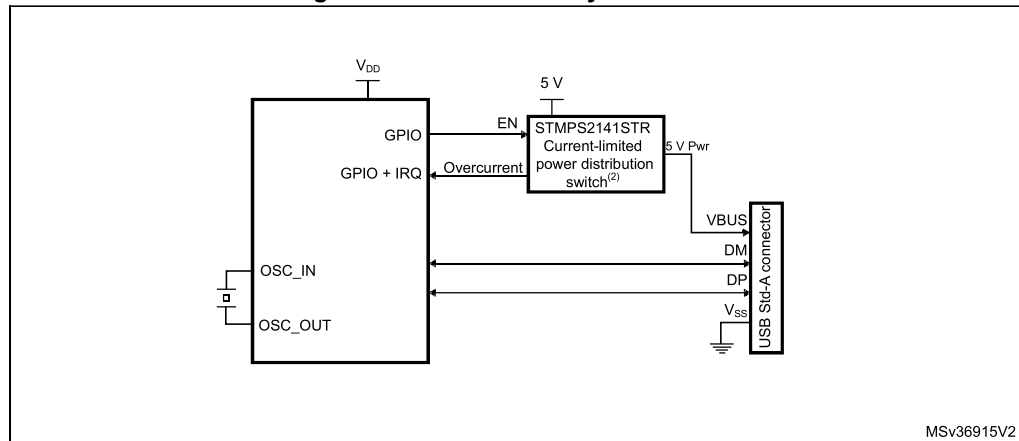 V_DD
5 V
GPIO
EN
STMPS2141STR
Current-limited
power distribution
switch(2)
5 V Pwr
GPIO + IRQ
Overcurrent
VBUS
DM
DP
V_SS
USB Std-A connector
OSC_IN
OSC_OUT
MSv36915V2